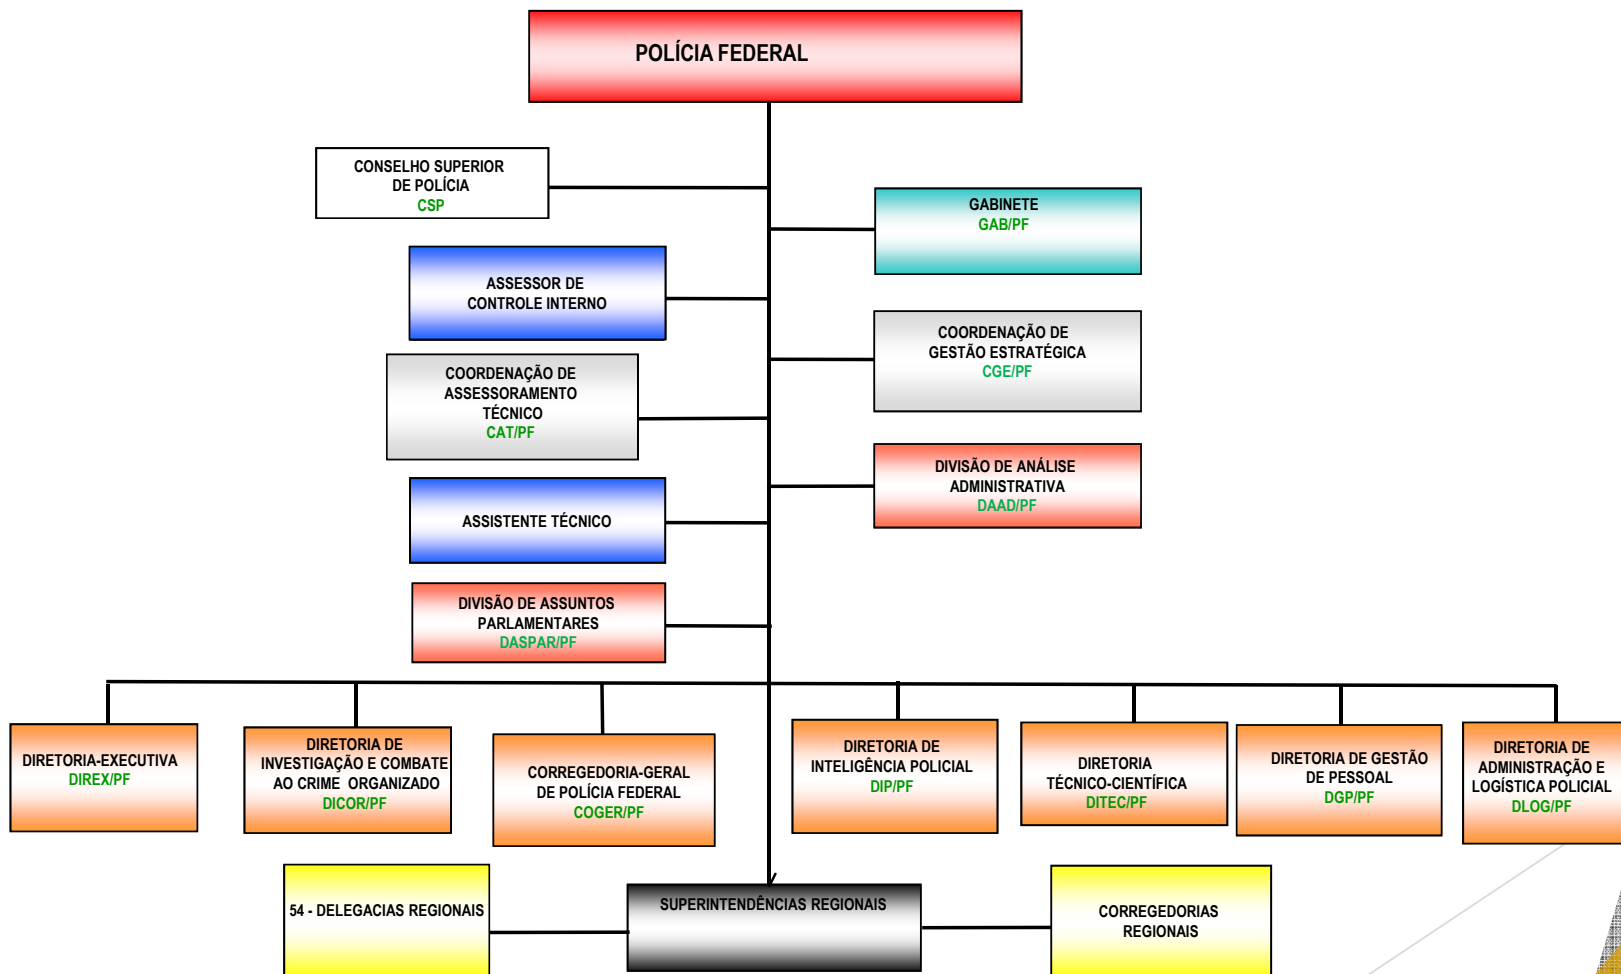 POLÍCIA FEDERAL
CONSELHO SUPERIOR
DE POLÍCIA
CSP
GABINETE
GAB/PF
ASSESSOR DE
CONTROLE INTERNO
COORDENAÇÃO DE
GESTÃO ESTRATÉGICA
CGE/PF
COORDENAÇÃO DE
ASSESSORAMENTO
TÉCNICO
CAT/PF
DIVISÃO DE ANÁLISE
ADMINISTRATIVA
DAAD/PF
ASSISTENTE TÉCNICO
DIVISÃO DE ASSUNTOS
PARLAMENTARES
DASPAR/PF
DIRETORIA-EXECUTIVA
DIREX/PF
DIRETORIA DE
INVESTIGAÇÃO E COMBATE
AO CRIME ORGANIZADO
DICOR/PF
CORREGEDORIA-GERAL
DE POLÍCIA FEDERAL
COGER/PF
DIRETORIA DE
INTELIGÊNCIA POLICIAL
DIP/PF
DIRETORIA
TÉCNICO-CIENTÍFICA
DITEC/PF
DIRETORIA DE GESTÃO
DE PESSOAL
DGP/PF
DIRETORIA DE
ADMINISTRAÇÃO E
LOGÍSTICA POLICIAL
DLOG/PF
54 - DELEGACIAS REGIONAIS
SUPERINTENDÊNCIAS REGIONAIS
CORREGEDORIAS
REGIONAIS